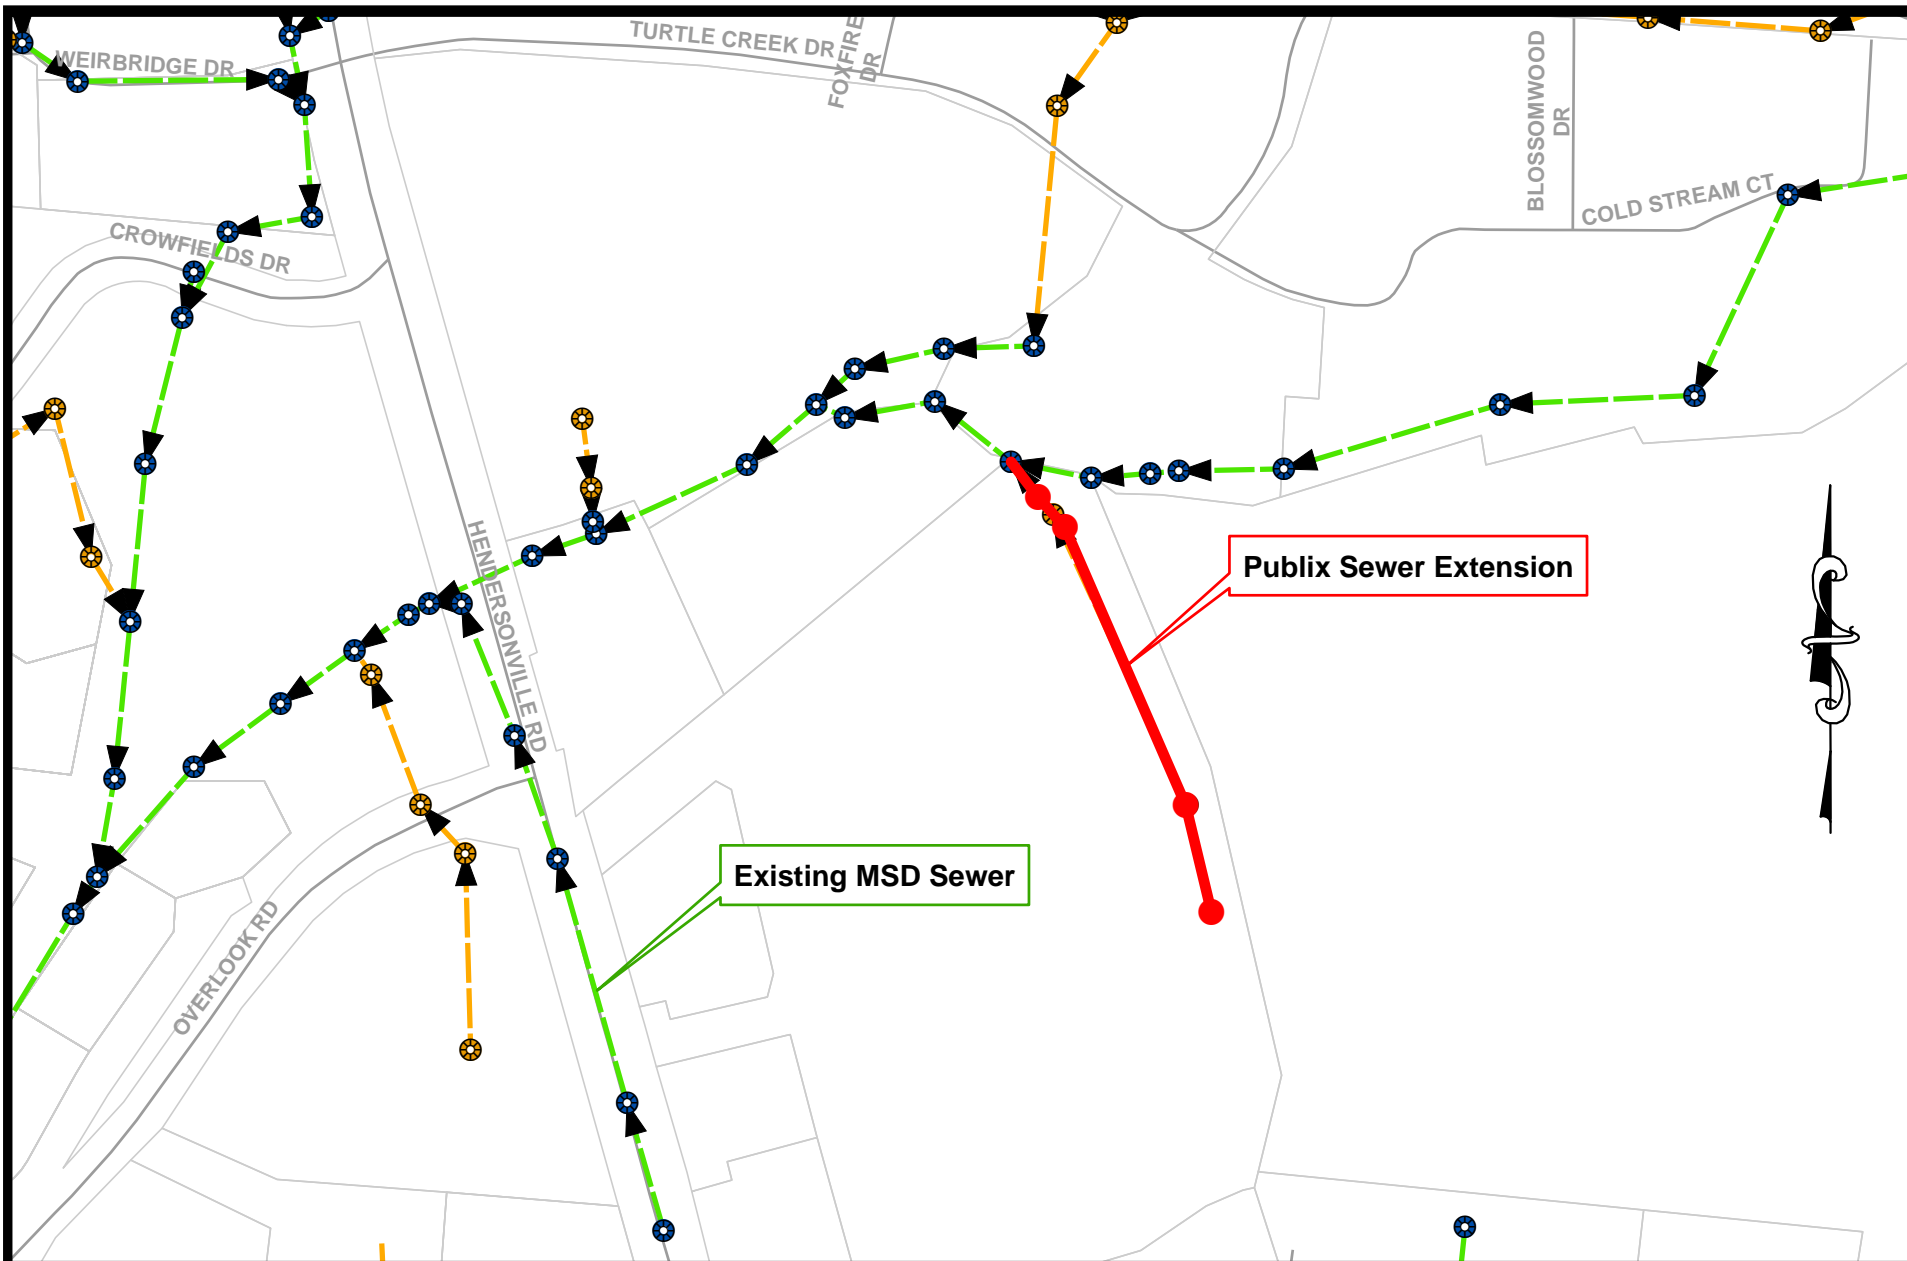 TURTLE CREEK DR
FOXFIRE
DR
WEIRBRIDGE DR
BLOSSOMWOOD
DR
COLD STREAM CT
CROWFIELDS DR
HENDERSONVILLE RD
Publix Sewer Extension
Existing MSD Sewer
OVERLOOK RD